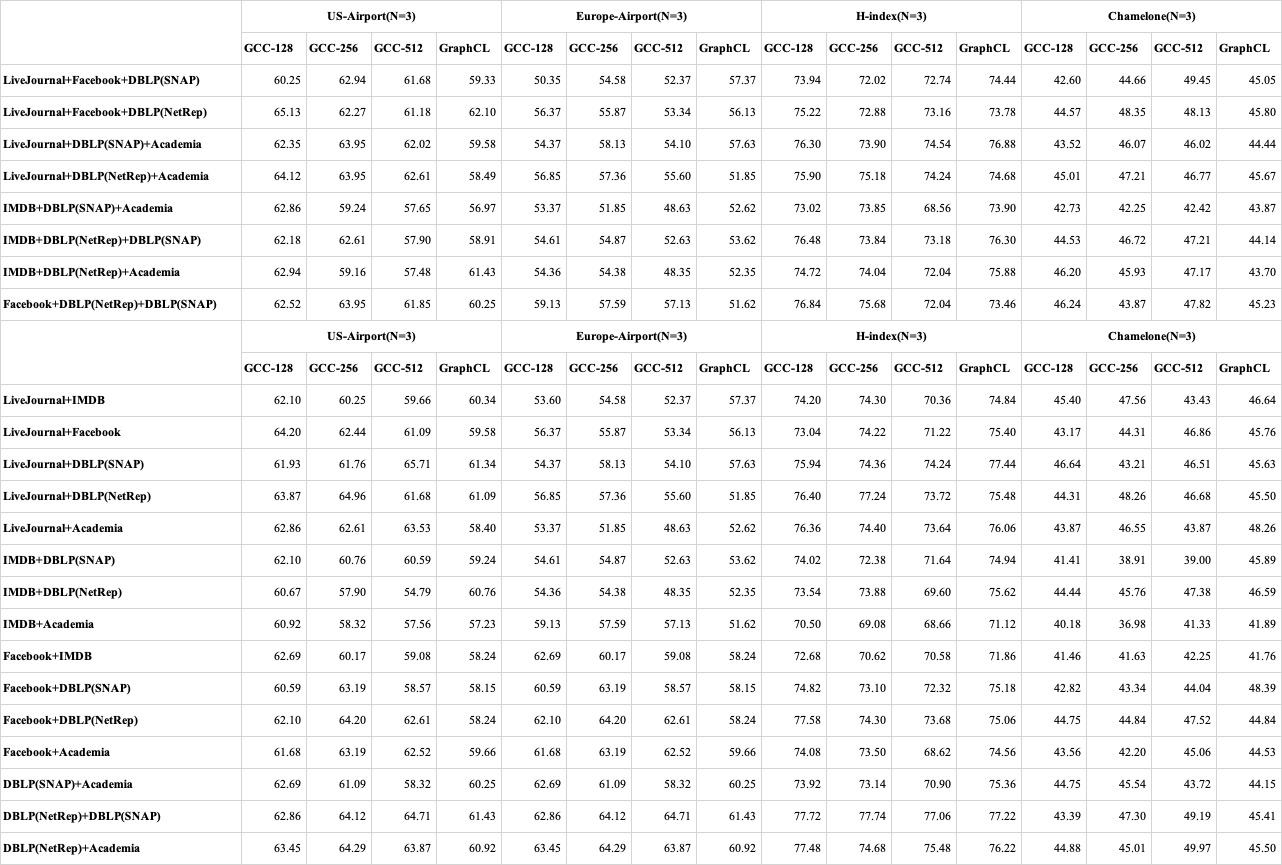 US-Airport(N=3) Europe-Airport(N=3) H-index(N=3) Chamelone(N=3)
GCC-128 GCC-256 GCC-512 GraphCL GCC-128 GCC-256 GCC-512 GraphCL GCC-128 GCC-256 GCC-512 GraphCL GCC-128 GCC-256 GCC-512 GraphCL
LiveJournal+Facebook+DBLP(SNAP) 60.25 62.94 61.68 59.33 50.35 54.58 52.37 57.37 73.94 72.02 72.74 74.44 42.60 44.66 49.45 45.05
LiveJournal+Facebook+DBLP(NetRep) 65.13 62.27 61.18 62.10 56.37 55.87 53.34 56.13 75.22 72.88 73.16 73.78 44.57 48.35 48.13 45.80
LiveJournal+DBLP(SNAP)+Academia 62.35 63.95 62.02 59.58 54.37 58.13 54.10 57.63 76.30 73.90 74.54 76.88 43.52 46.07 46.02 44.44
LiveJournal+DBLP(NetRep)+Academia 64.12 63.95 62.61 58.49 56.85 57.36 55.60 51.85 75.90 75.18 74.24 74.68 45.01 47.21 46.77 45.67
IMDB+DBLP(SNAP)+Academia 62.86 59.24 57.65 56.97 53.37 51.85 48.63 52.62 73.02 73.85 68.56 73.90 42.73 42.25 42.42 43.87
IMDB+DBLP(NetRep)+DBLP(SNAP) 62.18 62.61 57.90 58.91 54.61 54.87 52.63 53.62 76.48 73.84 73.18 76.30 44.53 46.72 47.21 44.14
IMDB+DBLP(NetRep)+Academia 62.94 59.16 57.48 61.43 54.36 54.38 48.35 52.35 74.72 74.04 72.04 75.88 46.20 45.93 47.17 43.70
Facebook+DBLP(NetRep)+DBLP(SNAP) 62.52 63.95 61.85 60.25 59.13 57.59 57.13 51.62 76.84 75.68 72.04 73.46 46.24 43.87 47.82 45.23
US-Airport(N=3) Europe-Airport(N=3) H-index(N=3) Chamelone(N=3)
GCC-128 GCC-256 GCC-512 GraphCL GCC-128 GCC-256 GCC-512 GraphCL GCC-128 GCC-256 GCC-512 GraphCL GCC-128 GCC-256 GCC-512 GraphCL
LiveJournal+IMDB 62.10 60.25 59.66 60.34 53.60 54.58 52.37 57.37 74.20 74.30 70.36 74.84 45.40 47.56 43.43 46.64
LiveJournal+Facebook 64.20 62.44 61.09 59.58 56.37 55.87 53.34 56.13 73.04 74.22 71.22 75.40 43.17 44.31 46.86 45.76
LiveJournal+DBLP(SNAP) 61.93 61.76 65.71 61.34 54.37 58.13 54.10 57.63 75.94 74.36 74.24 77.44 46.64 43.21 46.51 45.63
LiveJournal+DBLP(NetRep) 63.87 64.96 61.68 61.09 56.85 57.36 55.60 51.85 76.40 77.24 73.72 75.48 44.31 48.26 46.68 45.50
LiveJournal+Academia 62.86 62.61 63.53 58.40 53.37 51.85 48.63 52.62 76.36 74.40 73.64 76.06 43.87 46.55 43.87 48.26
IMDB+DBLP(SNAP) 62.10 60.76 60.59 59.24 54.61 54.87 52.63 53.62 74.02 72.38 71.64 74.94 41.41 38.91 39.00 45.89
IMDB+DBLP(NetRep) 60.67 57.90 54.79 60.76 54.36 54.38 48.35 52.35 73.54 73.88 69.60 75.62 44.44 45.76 47.38 46.59
IMDB+Academia 60.92 58.32 57.56 57.23 59.13 57.59 57.13 51.62 70.50 69.08 68.66 71.12 40.18 36.98 41.33 41.89
Facebook+IMDB 62.69 60.17 59.08 58.24 62.69 60.17 59.08 58.24 72.68 70.62 70.58 71.86 41.46 41.63 42.25 41.76
Facebook+DBLP(SNAP) 60.59 63.19 58.57 58.15 60.59 63.19 58.57 58.15 74.82 73.10 72.32 75.18 42.82 43.34 44.04 48.39
Facebook+DBLP(NetRep) 62.10 64.20 62.61 58.24 62.10 64.20 62.61 58.24 77.58 74.30 73.68 75.06 44.75 44.84 47.52 44.84
Facebook+Academia 61.68 63.19 62.52 59.66 61.68 63.19 62.52 59.66 74.08 73.50 68.62 74.56 43.56 42.20 45.06 44.53
DBLP(SNAP)+Academia 62.69 61.09 58.32 60.25 62.69 61.09 58.32 60.25 73.92 73.14 70.90 75.36 44.75 45.54 43.72 44.15
DBLP(NetRep)+DBLP(SNAP) 62.86 64.12 64.71 61.43 62.86 64.12 64.71 61.43 77.72 77.74 77.06 77.22 43.39 47.30 49.19 45.41
DBLP(NetRep)+Academia 63.45 64.29 63.87 60.92 63.45 64.29 63.87 60.92 77.48 74.68 75.48 76.22 44.88 45.01 49.97 45.50